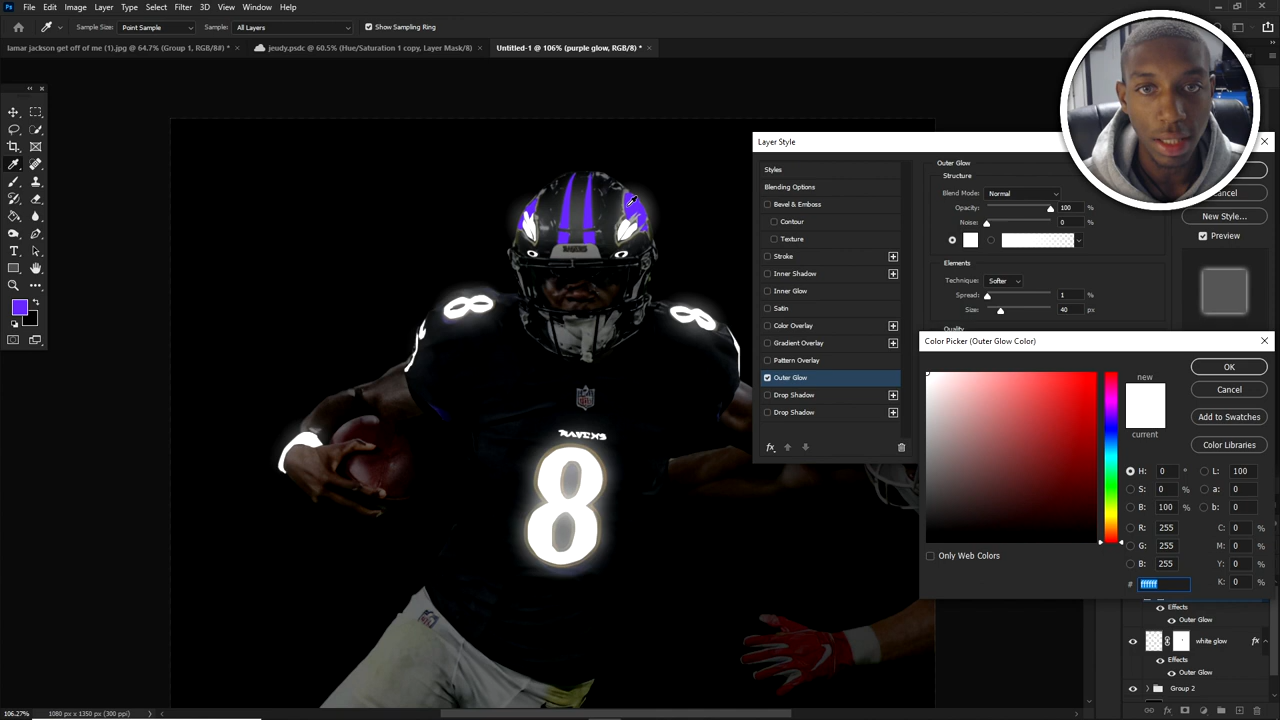 Ps File Edit Image Layer Type Select Filter 3D View Window Help
Sample Size: Point Sample Sample: All Layers Show Sampling Ring
lamar jackson get off of me (1).jpg @ 64.7% (Group 1, RGB/8#) * × jeudy.psdc @ 60.5% (Hue/Saturation 1 copy, Layer Mask/8) × Untitled-1 @ 106% (purple glow, RGB/8) * ×
Layer Style
Styles
Blending Options
Bevel & Emboss
Contour
Texture
Stroke
Inner Shadow
Inner Glow
Satin
Color Overlay
Gradient Overlay
Pattern Overlay
Outer Glow
Drop Shadow
Drop Shadow
fx
Outer Glow
Structure
Blend Mode: Normal
Opacity: 100 %
Noise: 0 %
Elements
Technique: Softer
Spread: 1 %
Size: 40 px
Quality
New Style...
Preview
Color Picker (Outer Glow Color)
new
current
OK
Cancel
Add to Swatches
Color Libraries
H: 0 ° L: 100
S: 0 % a: 0
B: 100 % b: 0
R: 255 C: 0 %
G: 255 M: 0 %
B: 255 Y: 0 %
# ffffff K: 0 %
Only Web Colors
8
8
NFL
RAVENS
8
NFL
Effects
Outer Glow
white glow fx
Effects
Outer Glow
Group 2
106.27% 1080 px x 1350 px (300 ppi)